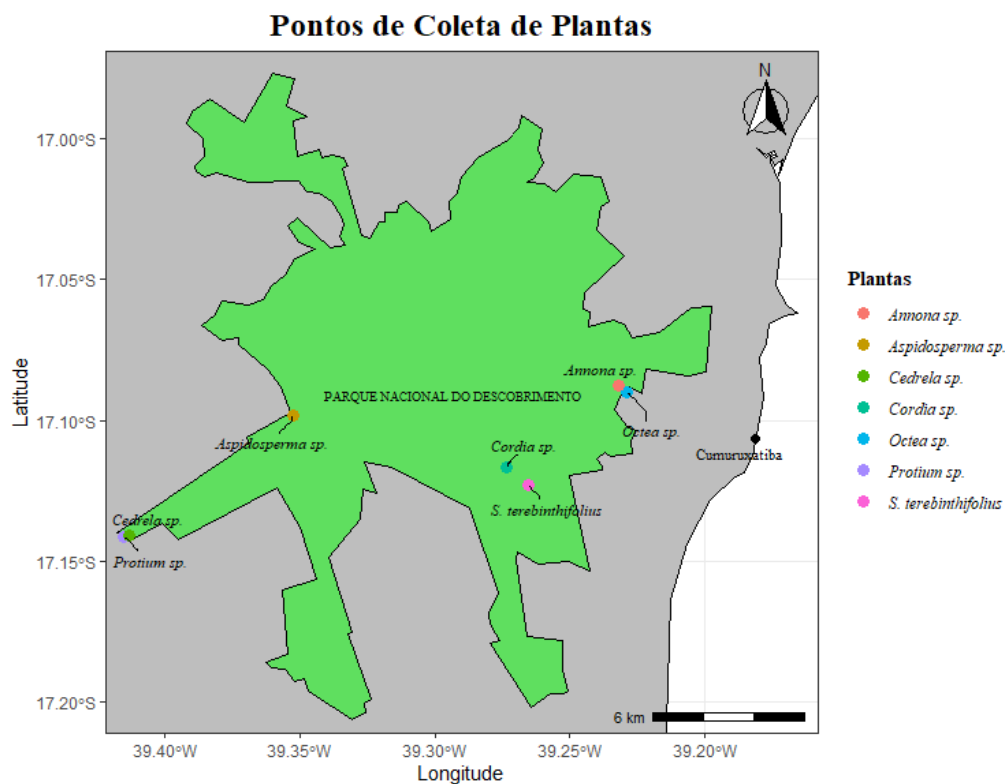 Pontos de Coleta de Plantas
N
17.00°S
17.05°S
17.10°S
17.15°S
17.20°S
Latitude
Annona sp.
PARQUE NACIONAL DO DESCOBRIMENTO
Aspidosperma sp.
Octea sp.
Cordia sp.
Cumuruxatiba
S. terebinthifolius
Cedrela sp.
Protium sp.
6 km
39.40°W
39.35°W
39.30°W
39.25°W
39.20°W
Longitude
Plantas
Annona sp.
Aspidosperma sp.
Cedrela sp.
Cordia sp.
Octea sp.
Protium sp.
S. terebinthifolius